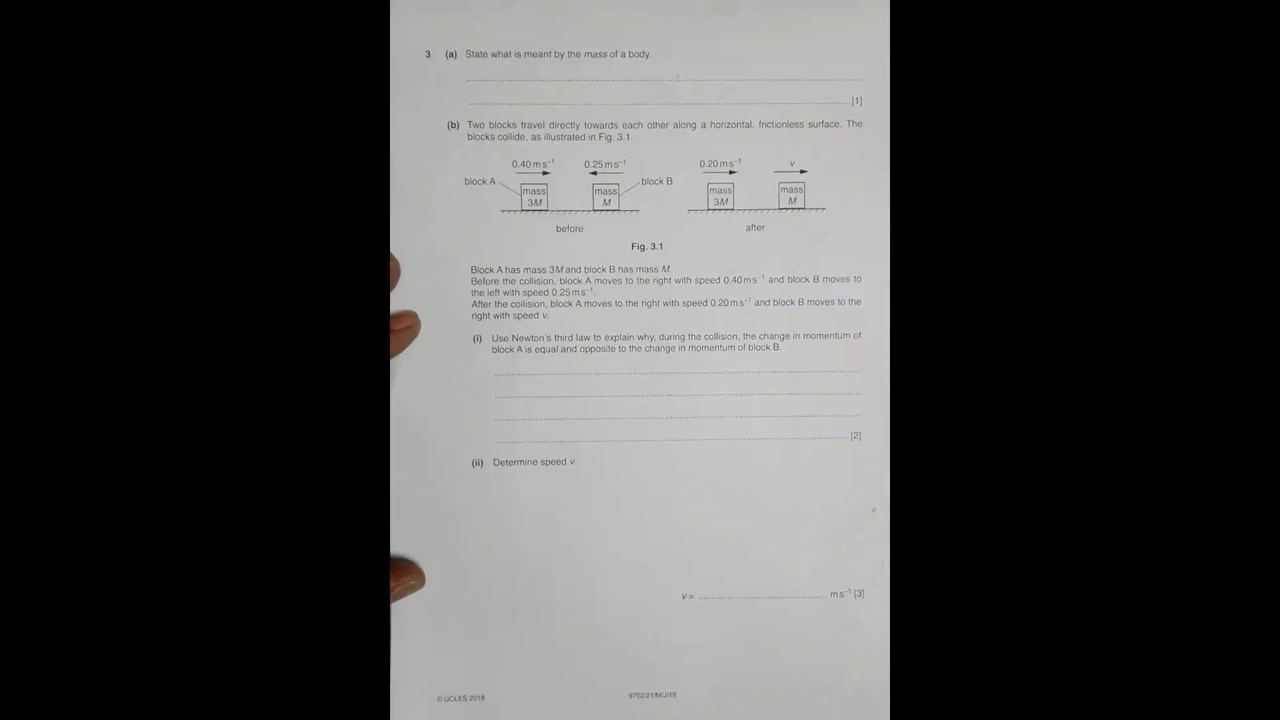 3 (a) State what is meant by the mass of a body.
[1]
(b) Two blocks travel directly towards each other along a horizontal, frictionless surface. The
blocks collide, as illustrated in Fig. 3.1.
0.40 m s⁻¹ 0.25 m s⁻¹ 0.20 m s⁻¹ v
block A block B
mass mass mass mass
3M M 3M M
before after
Fig. 3.1
Block A has mass 3M and block B has mass M.
Before the collision, block A moves to the right with speed 0.40 m s⁻¹ and block B moves to
the left with speed 0.25 m s⁻¹.
After the collision, block A moves to the right with speed 0.20 m s⁻¹ and block B moves to the
right with speed v.
(i) Use Newton's third law to explain why, during the collision, the change in momentum of
block A is equal and opposite to the change in momentum of block B.
[2]
(ii) Determine speed v.
v = m s⁻¹ [3]
© UCLES 2018 9702/21/M/J/18